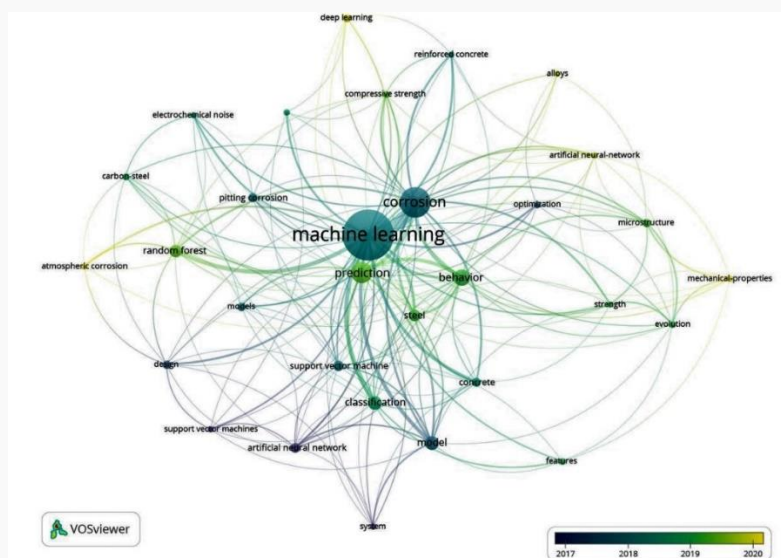 deep learning
reinforced concrete
alloys
compressive strength
electrochemical noise
artificial neural-network
carbon-steel
pitting corrosion
corrosion
optimization
machine learning
microstructure
random forest
atmospheric corrosion
prediction
behavior
mechanical-properties
models
strength
steel
evolution
design
support vector machine
concrete
classification
support vector machines
artificial neural network
model
features
system
VOSviewer
2017 2018 2019 2020